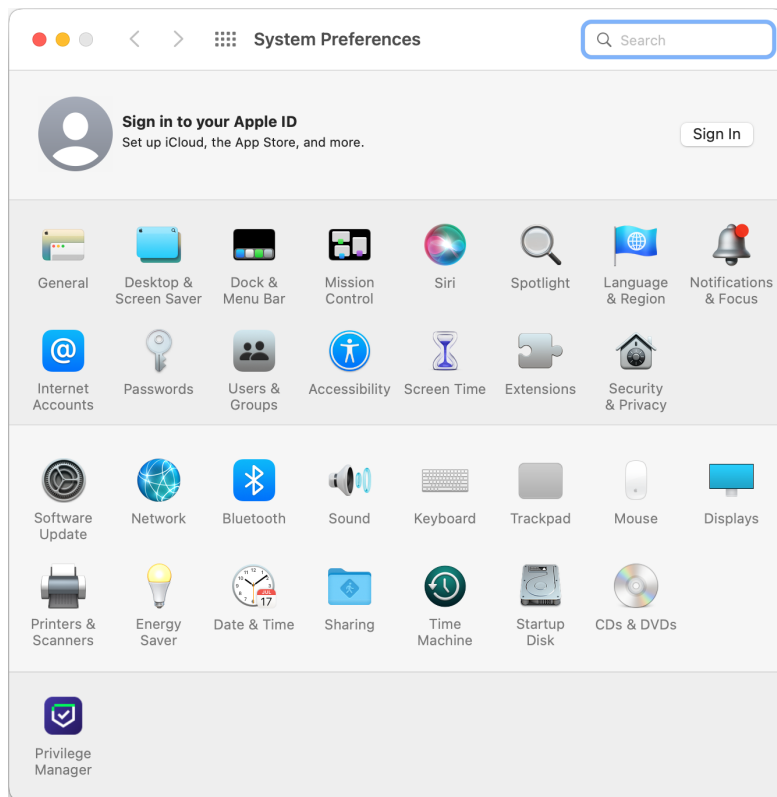 System Preferences
Search
Sign in to your Apple ID
Set up iCloud, the App Store, and more.
Sign In
General
Desktop &
Screen Saver
Dock &
Menu Bar
Mission
Control
Siri
Spotlight
Language
& Region
Notifications
& Focus
Internet
Accounts
Passwords
Users &
Groups
Accessibility
Screen Time
Extensions
Security
& Privacy
Software
Update
Network
Bluetooth
Sound
Keyboard
Trackpad
Mouse
Displays
Printers &
Scanners
Energy
Saver
JUL
17
Date & Time
Sharing
Time
Machine
Startup
Disk
CDs & DVDs
Privilege
Manager